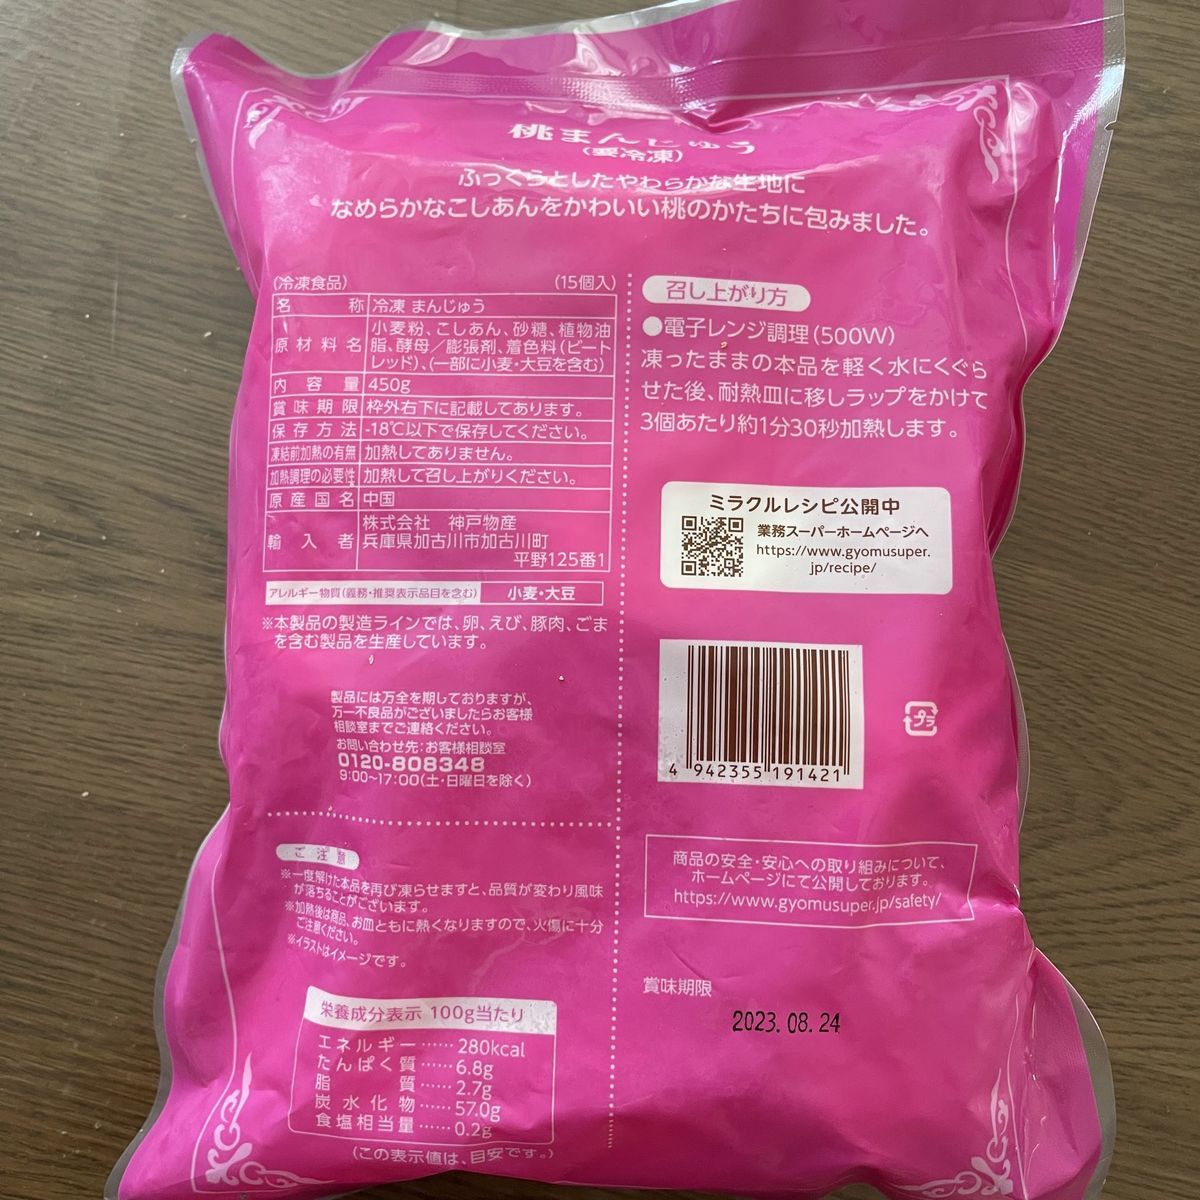 桃まんじゅう
(要冷凍)
ふっくらとしたやわらかな生地に
なめらかなこしあんをかわいい桃のかたちに包みました。
(冷凍食品) (15個入)
名称 冷凍 まんじゅう
原材料名 小麦粉、こしあん、砂糖、植物油
脂、酵母/膨張剤、着色料(ビート
レッド)、(一部に小麦・大豆を含む)
内容量 450g
賞味期限 枠外右下に記載してあります。
保存方法 -18℃以下で保存してください。
凍結前加熱の有無 加熱してありません。
加熱調理の必要性 加熱して召し上がりください。
原産国名 中国
輸入者 株式会社 神戸物産
兵庫県加古川市加古川町
平野125番1
アレルギー物質(義務・推奨表示品目を含む) 小麦・大豆
※本製品の製造ラインでは、卵、えび、豚肉、ごま
を含む製品を生産しています。
製品には万全を期しておりますが、
万一不良品がございましたらお客様
相談室までご連絡ください。
お問い合わせ先:お客様相談室
0120-808348
9:00~17:00(土・日曜日を除く)
ご注意
※一度解けた本品を再び凍らせますと、品質が変わり風味
が落ちることがございます。
※加熱後は商品、お皿ともに熱くなりますので、火傷に十分
ご注意ください。
※イラストはイメージです。
栄養成分表示 100g当たり
エネルギー……280kcal
たんぱく質……6.8g
脂質……2.7g
炭水化物……57.0g
食塩相当量……0.2g
(この表示値は、目安です。)
召し上がり方
●電子レンジ調理(500W)
凍ったままの本品を軽く水にくぐら
せた後、耐熱皿に移しラップをかけて
3個あたり約1分30秒加熱します。
ミラクルレシピ公開中
業務スーパーホームページへ
https://www.gyomusuper.
jp/recipe/
4 942355 191421
プラ
商品の安全・安心への取り組みについて、
ホームページにて公開しております。
https://www.gyomusuper.jp/safety/
賞味期限
2023.08.24